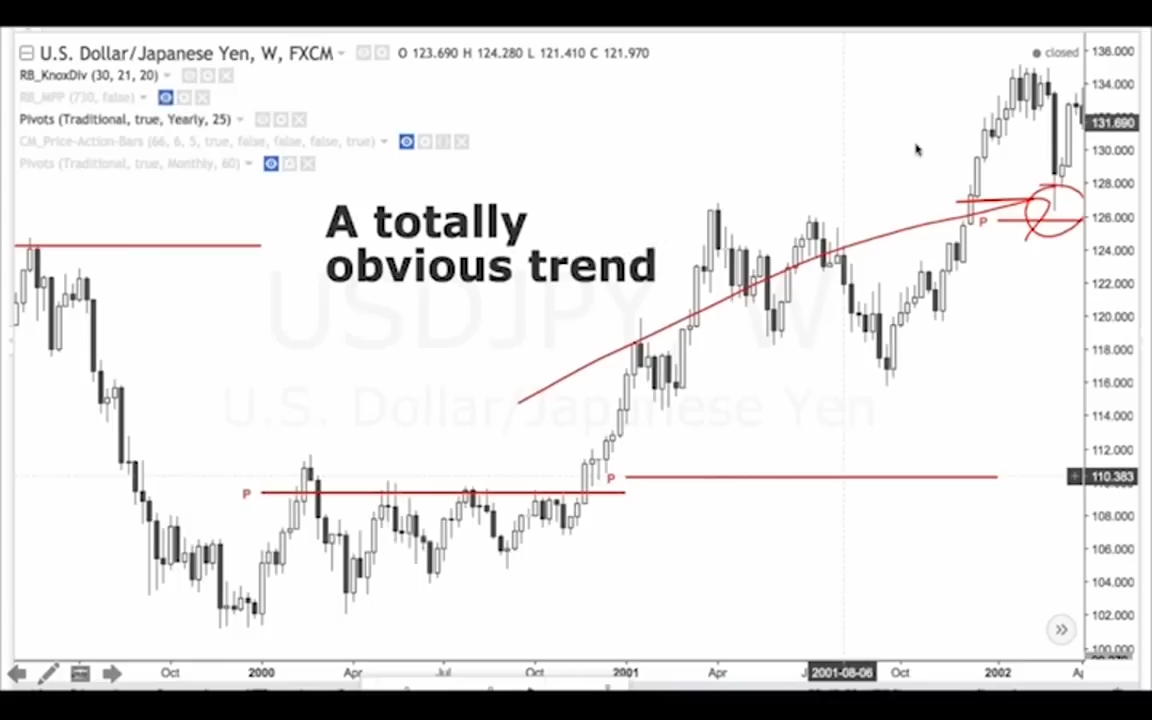 U.S. Dollar/Japanese Yen, W, FXCM O 123.690 H 124.280 L 121.410 C 121.970
closed
RB_KnoxDiv (30, 21, 20)
RB_MPP (730, false)
Pivots (Traditional, true, Yearly, 25)
CM_Price-Action-Bars (66, 6, 5, true, false, false, false, true)
Pivots (Traditional, true, Monthly, 60)
A totally
obvious trend
USDJPY, W
U.S. Dollar/Japanese Yen
P
P
P
136.000
134.000
131.690
130.000
128.000
126.000
124.000
122.000
120.000
118.000
116.000
114.000
112.000
110.383
108.000
106.000
104.000
102.000
100.000
Oct 2000 Apr Jul Oct 2001 Apr 2001-08-06 Oct 2002